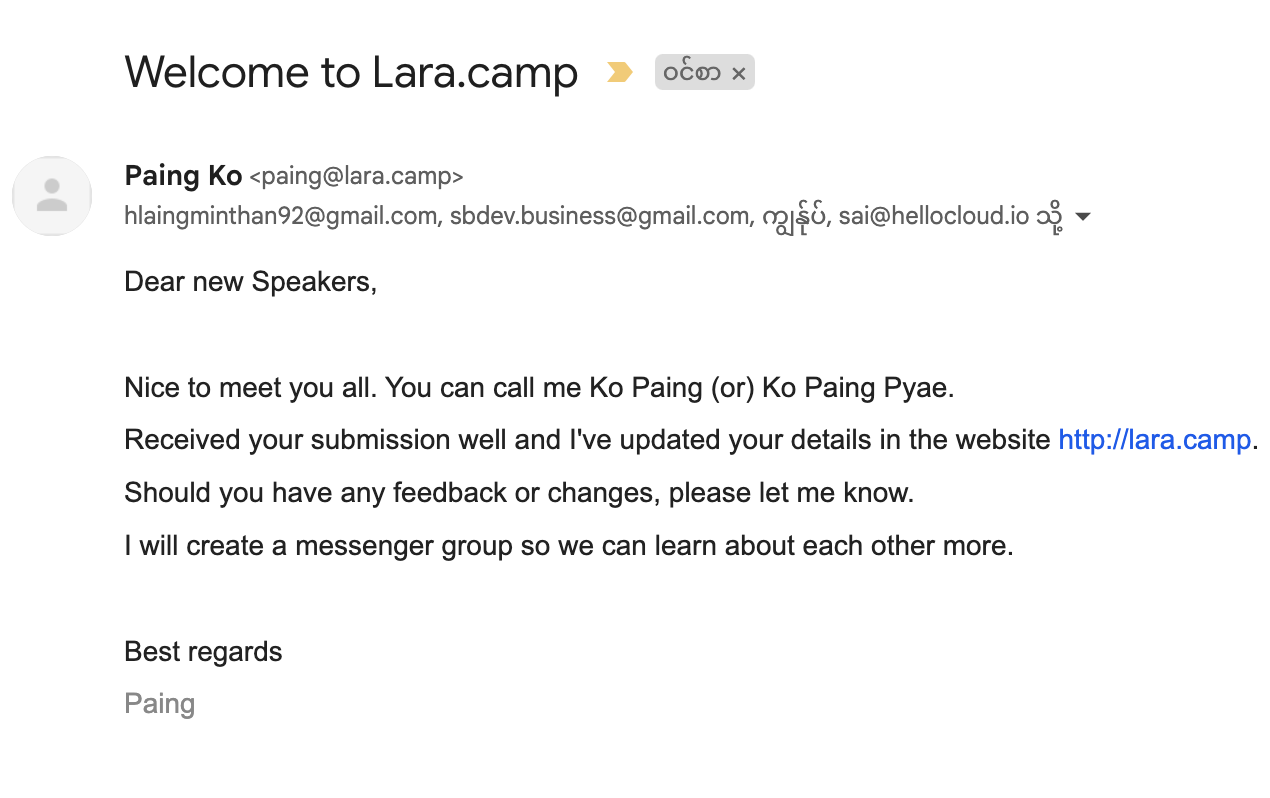 Welcome to Lara.camp ဝင်စာ ×
Paing Ko <paing@lara.camp>
hlaingminthan92@gmail.com, sbdev.business@gmail.com, ကျွန်ုပ်, sai@hellocloud.io သို့
Dear new Speakers,
Nice to meet you all. You can call me Ko Paing (or) Ko Paing Pyae.
Received your submission well and I've updated your details in the website http://lara.camp.
Should you have any feedback or changes, please let me know.
I will create a messenger group so we can learn about each other more.
Best regards
Paing